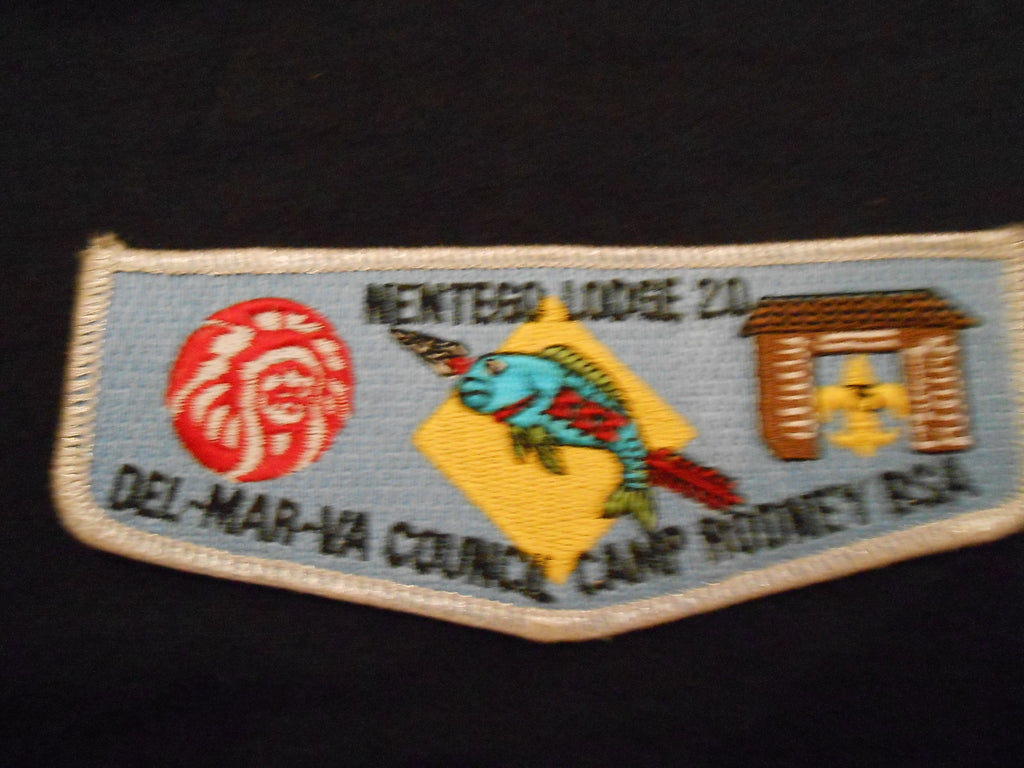 NENTEGO LODGE 20
DEL-MAR-VA COUNCIL CAMP RODNEY BSA